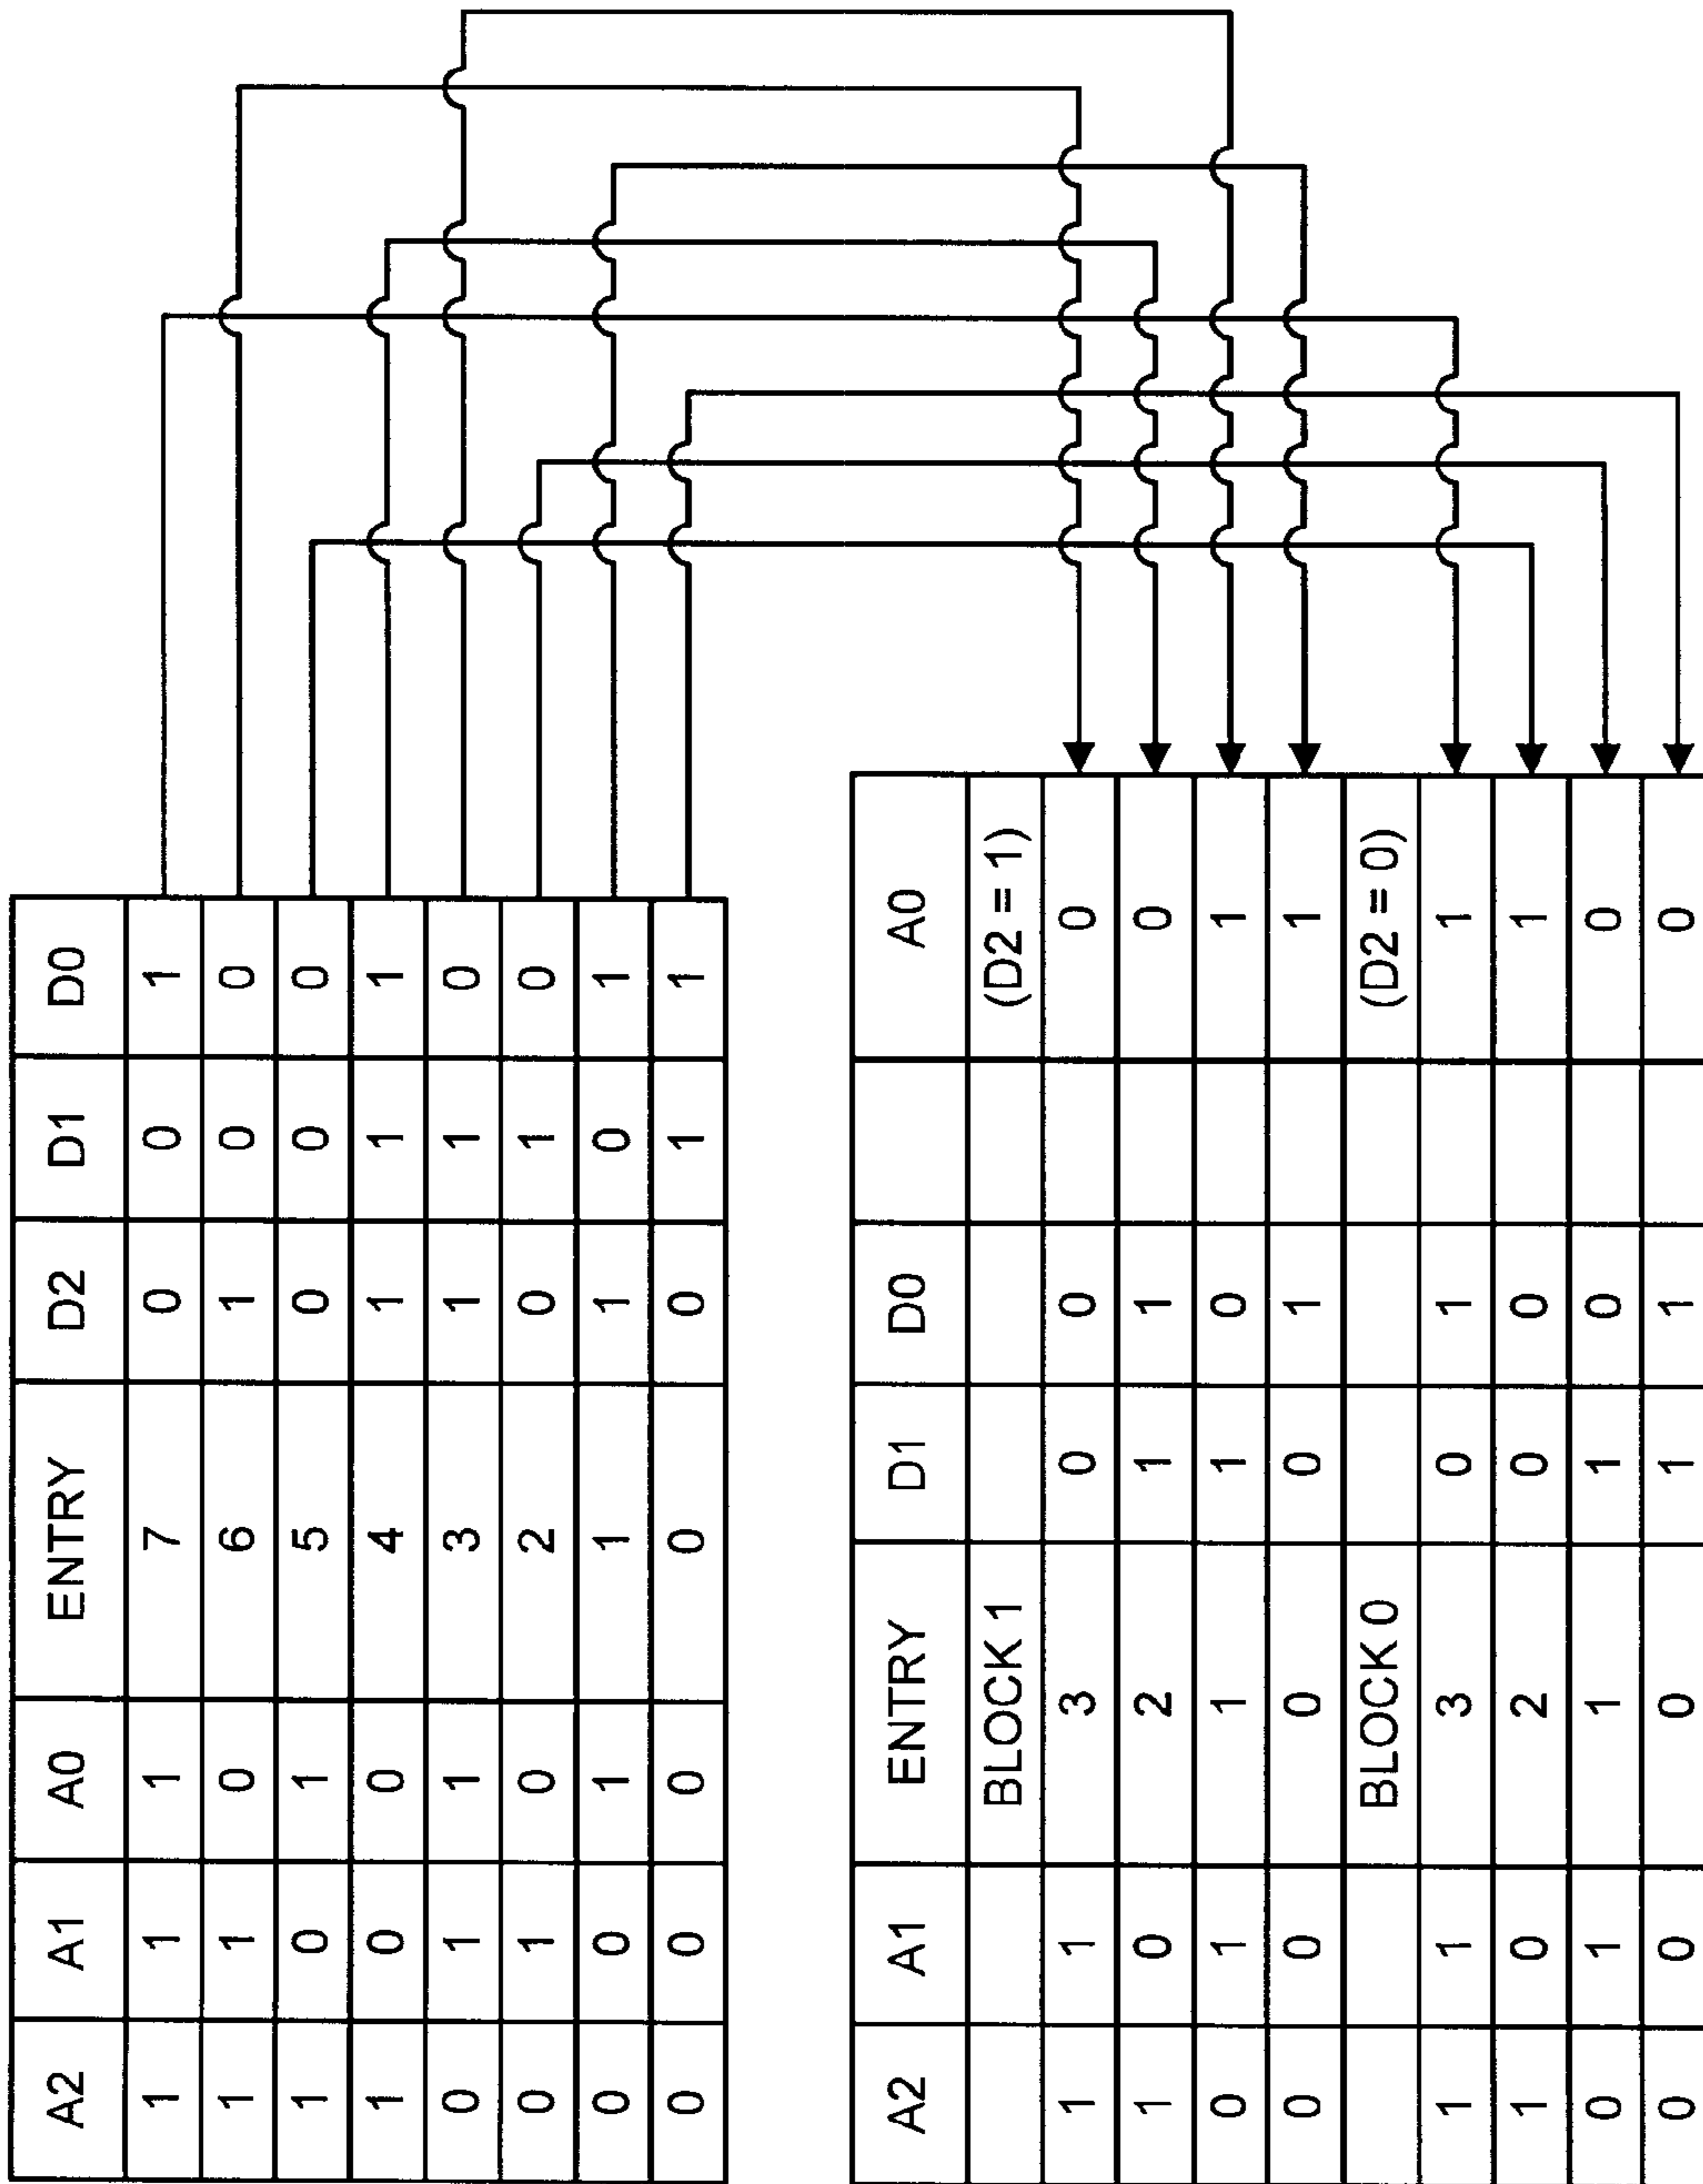 A2 A1 A0 ENTRY D2 D1 D0
1 1 1 7 0 0 1
1 1 0 6 1 0 0
1 0 1 5 0 0 0
1 0 0 4 1 1 1
0 1 1 3 1 1 0
0 1 0 2 0 1 0
0 0 1 1 1 0 1
0 0 0 0 0 1 1
A2 A1 ENTRY D1 D0 A0
BLOCK 1 (D2 = 1)
1 1 3 0 0 0
1 0 2 1 1 0
0 1 1 1 0 1
0 0 0 0 1 1
BLOCK 0 (D2 = 0)
1 1 3 0 1 1
1 0 2 0 0 1
0 1 1 1 0 0
0 0 0 1 1 0